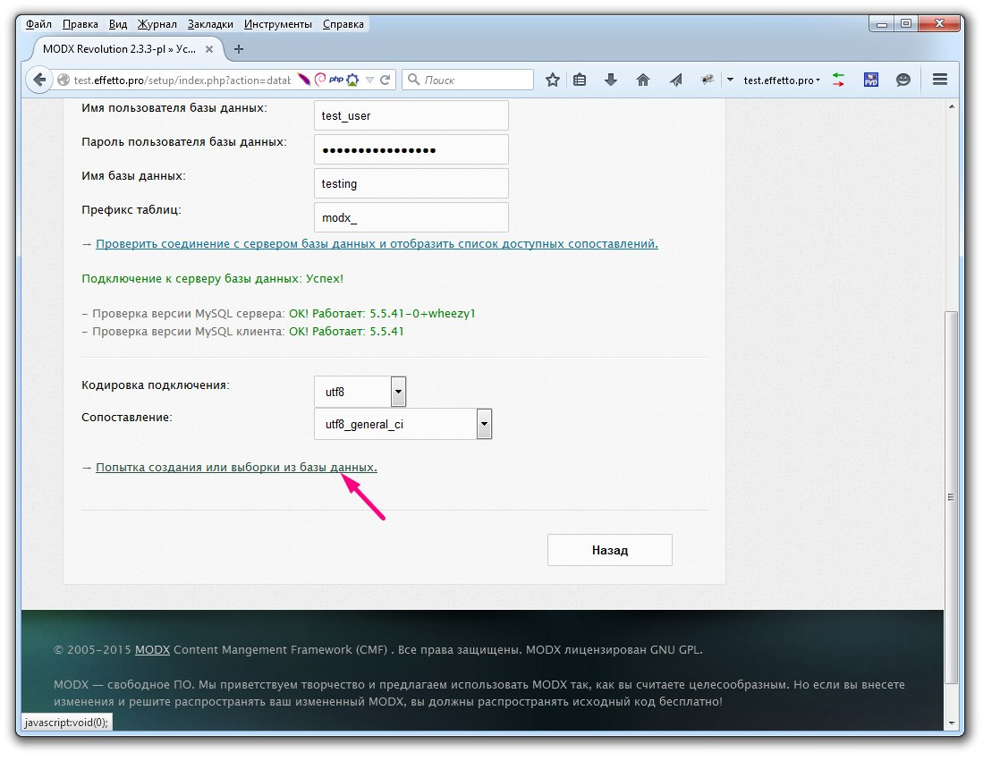 Файл Правка Вид Журнал Закладки Инструменты Справка
MODX Revolution 2.3.3-pl » Ус...
test.effetto.pro/setup/index.php?action=datab
php
Поиск
test.effetto.pro
FVD
Имя пользователя базы данных:
test_user
Пароль пользователя базы данных:
••••••••••••••••
Имя базы данных:
testing
Префикс таблиц:
modx_
→ Проверить соединение с сервером базы данных и отобразить список доступных сопоставлений.
Подключение к серверу базы данных: Успех!
– Проверка версии MySQL сервера: OK! Работает: 5.5.41-0+wheezy1
– Проверка версии MySQL клиента: OK! Работает: 5.5.41
Кодировка подключения:
utf8
Сопоставление:
utf8_general_ci
→ Попытка создания или выборки из базы данных.
Назад
© 2005-2015 MODX Content Mangement Framework (CMF) . Все права защищены. MODX лицензирован GNU GPL.
MODX — свободное ПО. Мы приветствуем творчество и предлагаем использовать MODX так, как вы считаете целесообразным. Но если вы внесете
изменения и решите распространять ваш измененный MODX, вы должны распространять исходный код бесплатно!
javascript:void(0);